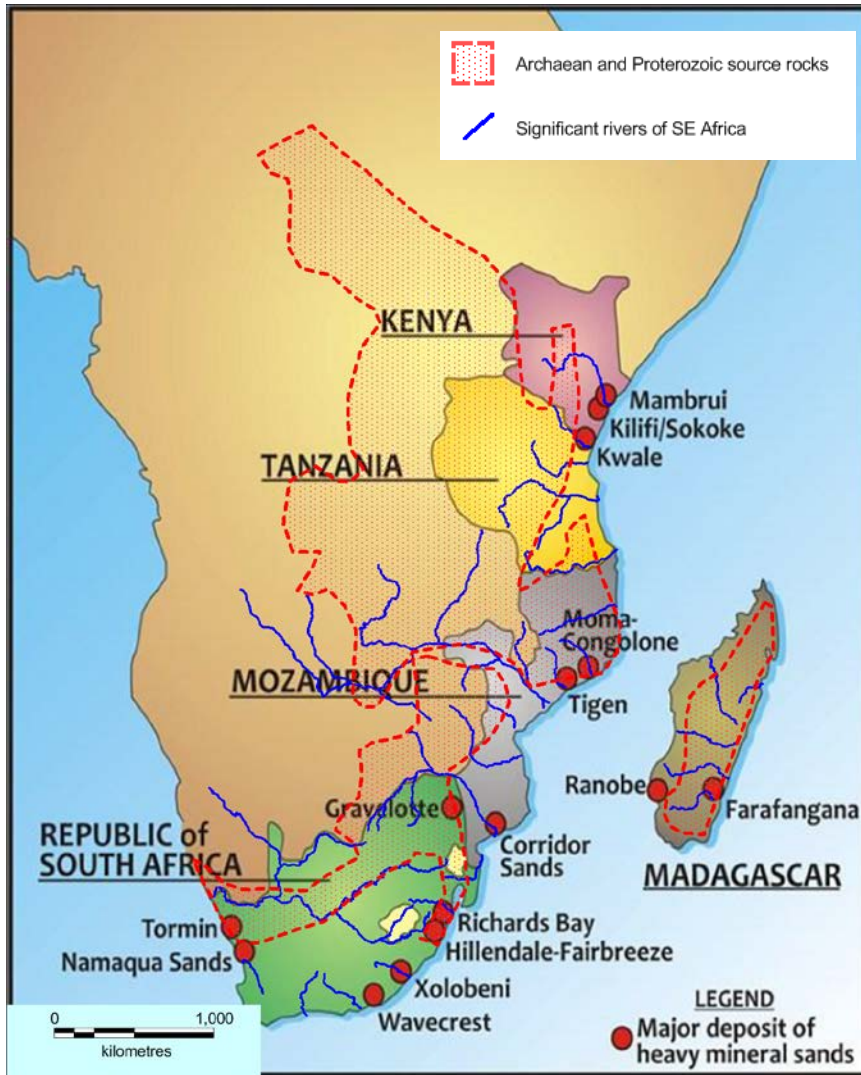 Archaean and Proterozoic source rocks
Significant rivers of SE Africa
KENYA
Mambrui
Kilifi/Sokoke
Kwale
TANZANIA
Moma-
Congolone
MOZAMBIQUE
Tigen
Ranobe
Farafangana
Gravelotte
Corridor
Sands
REPUBLIC of
SOUTH AFRICA
MADAGASCAR
Tormin
Richards Bay
Namaqua Sands
Hillendale-Fairbreeze
Xolobeni
Wavecrest
LEGEND
Major deposit of
heavy mineral sands
0 1,000
kilometres